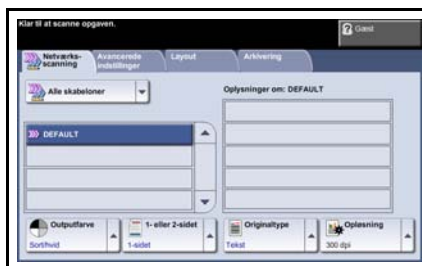 Klar til at scanne opgaven.
Gæst
Netværks-
scanning
Avancerede
indstillinger
Layout
Arkivering
Alle skabeloner
Oplysninger om: DEFAULT
DEFAULT
Outputfarve
Sort/hvid
1- eller 2-sidet
1-sidet
Originaltype
Tekst
Opløsning
300 dpi